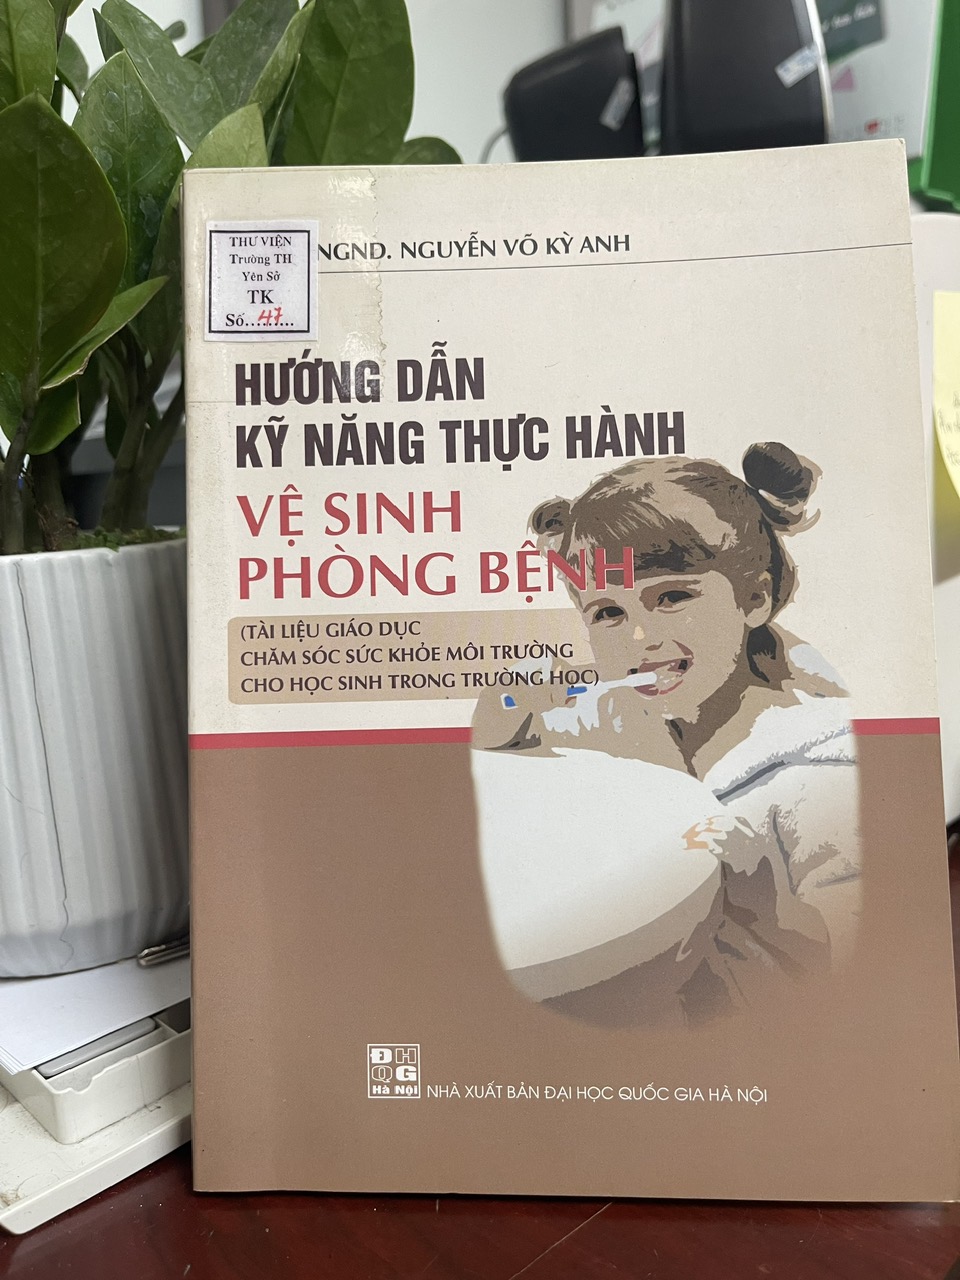 THƯ VIỆN
Trường TH
Yên Sở
TK
Số...47...
NGND. NGUYỄN VÕ KỲ ANH
HƯỚNG DẪN
KỸ NĂNG THỰC HÀNH
VỆ SINH
PHÒNG BỆNH
(TÀI LIỆU GIÁO DỤC
CHĂM SÓC SỨC KHỎE MÔI TRƯỜNG
CHO HỌC SINH TRONG TRƯỜNG HỌC)
ĐH
QG
Hà Nội
NHÀ XUẤT BẢN ĐẠI HỌC QUỐC GIA HÀ NỘI